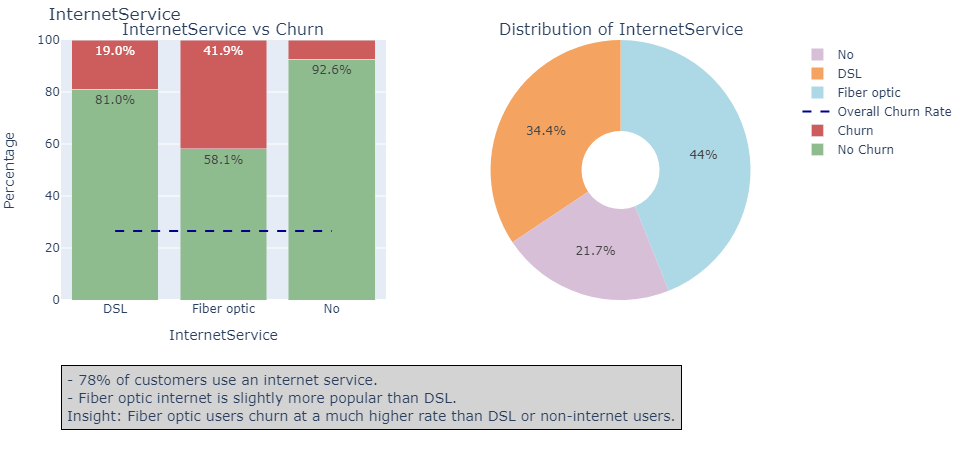 InternetService
InternetService vs Churn
Distribution of InternetService
100
80
60
40
20
0
Percentage
19.0%
41.9%
81.0%
58.1%
92.6%
DSL
Fiber optic
No
InternetService
34.4%
44%
21.7%
No
DSL
Fiber optic
Overall Churn Rate
Churn
No Churn
- 78% of customers use an internet service.
- Fiber optic internet is slightly more popular than DSL.
Insight: Fiber optic users churn at a much higher rate than DSL or non-internet users.